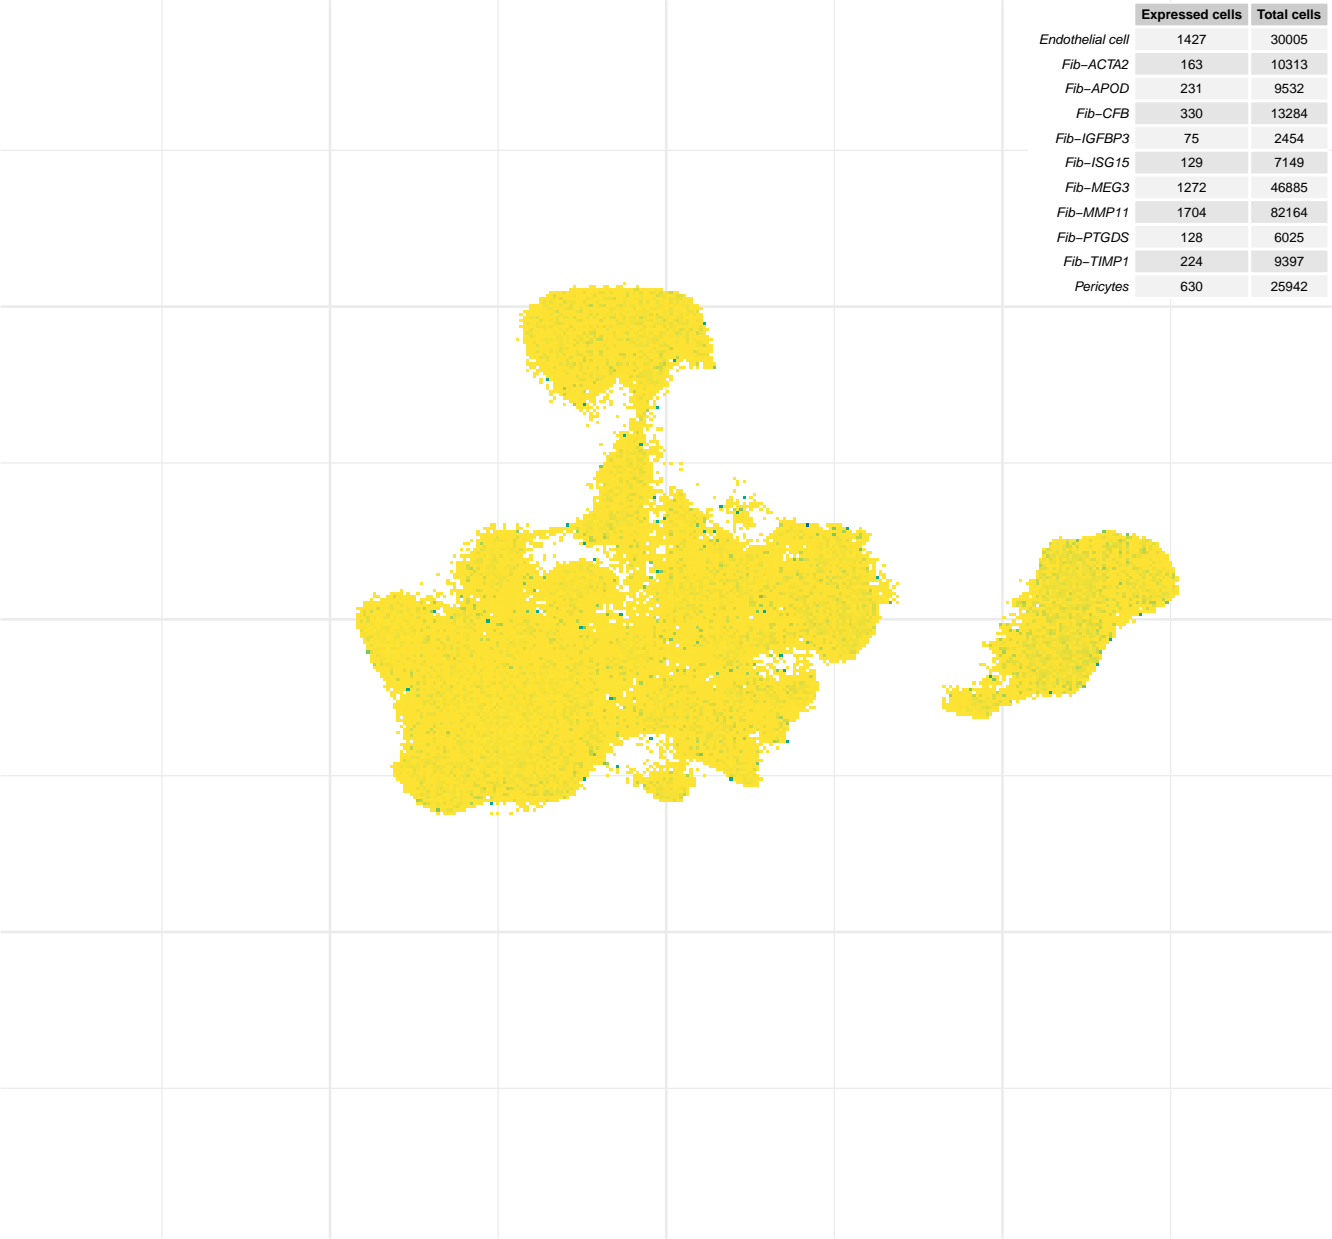 Expressed cells Total cells
Endothelial cell 1427 30005
Fib−ACTA2 163 10313
Fib−APOD 231 9532
Fib−CFB 330 13284
Fib−IGFBP3 75 2454
Fib−ISG15 129 7149
Fib−MEG3 1272 46885
Fib−MMP11 1704 82164
Fib−PTGDS 128 6025
Fib−TIMP1 224 9397
Pericytes 630 25942